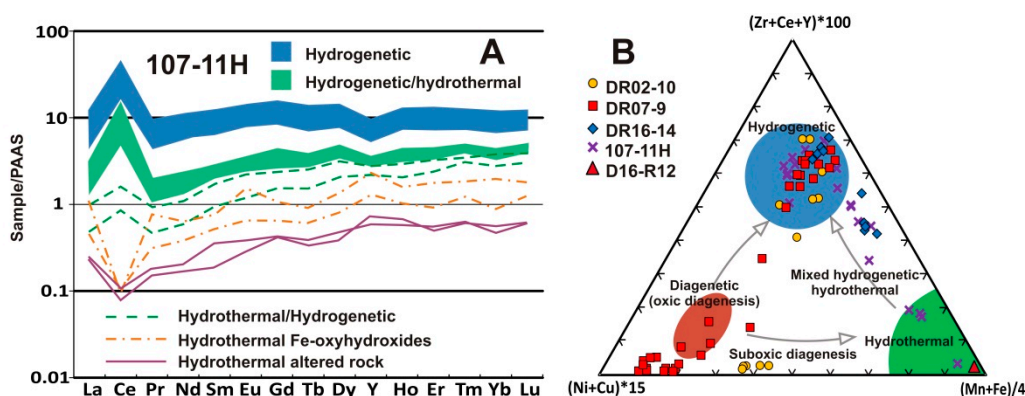 100
10
1
0.1
0.01
Sample/PAAS
107-11H
A
Hydrogenetic
Hydrogenetic/hydrothermal
Hydrothermal/Hydrogenetic
Hydrothermal Fe-oxyhydroxides
Hydrothermal altered rock
La Ce Pr Nd Sm Eu Gd Tb Dy Y Ho Er Tm Yb Lu
B
(Zr+Ce+Y)*100
DR02-10
DR07-9
DR16-14
107-11H
D16-R12
Hydrogenetic
Diagenetic
(oxic diagenesis)
Mixed hydrogenetic
hydrothermal
Hydrothermal
Suboxic diagenesis
(Ni+Cu)*15
(Mn+Fe)/4